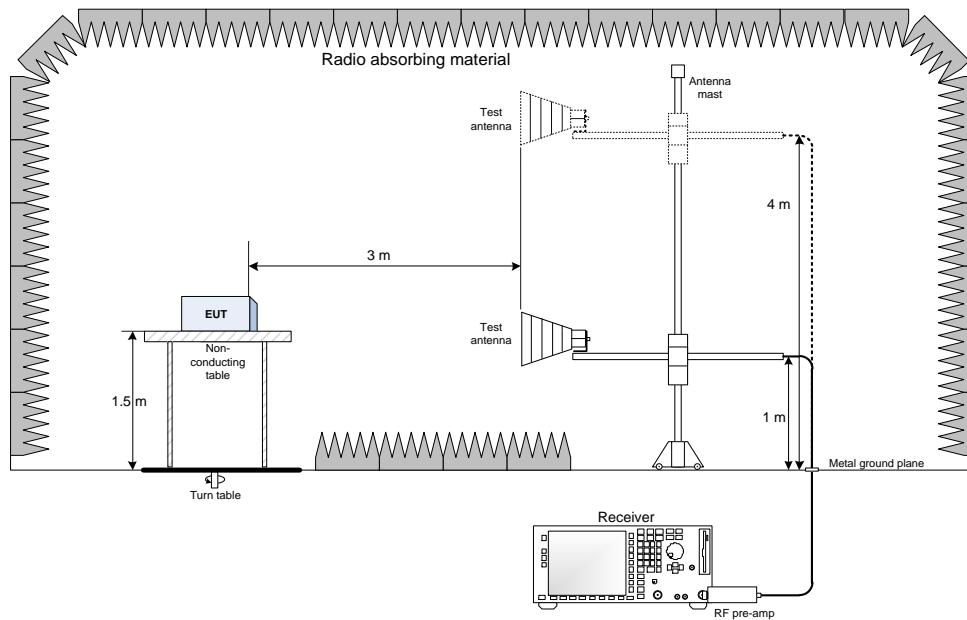 Radio absorbing material
Antenna
mast
Test
antenna
4 m
3 m
EUT
Test
antenna
Non-
conducting
table
1.5 m
1 m
Metal ground plane
Turn table
Receiver
RF pre-amp